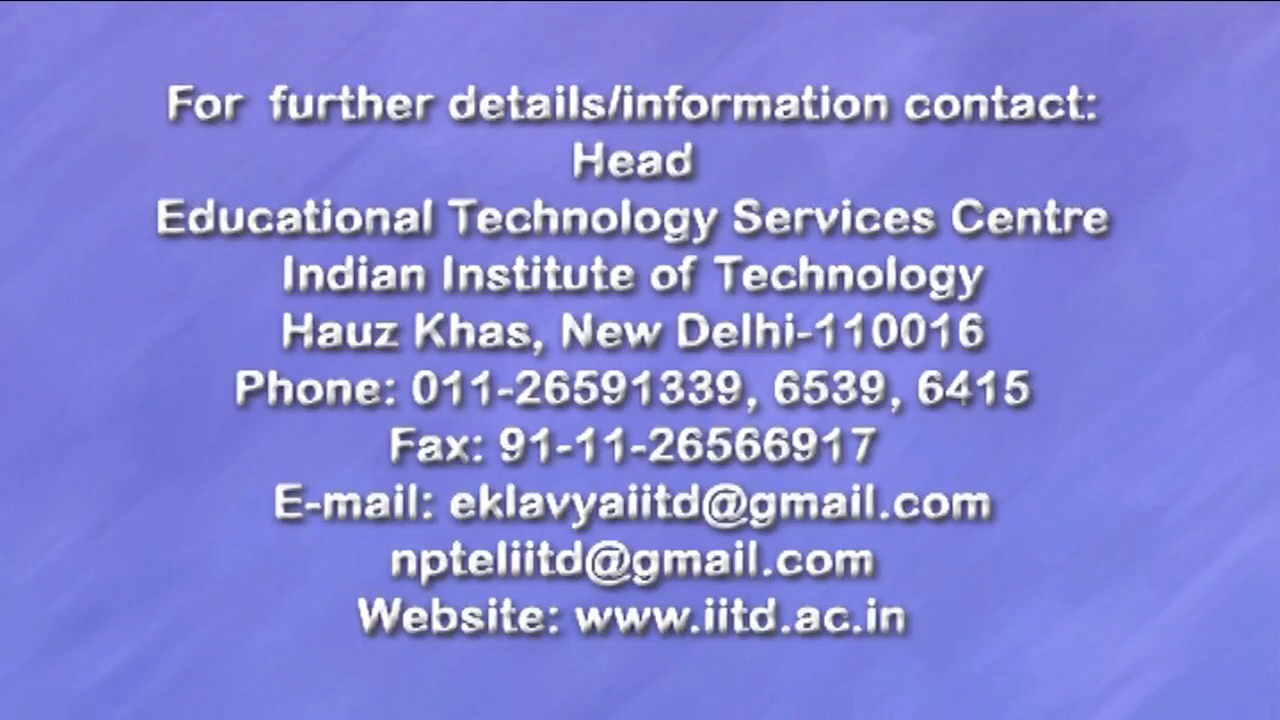 For further details/information contact:
Head
Educational Technology Services Centre
Indian Institute of Technology
Hauz Khas, New Delhi-110016
Phone: 011-26591339, 6539, 6415
Fax: 91-11-26566917
E-mail: eklavyaiitd@gmail.com
npteliitd@gmail.com
Website: www.iitd.ac.in